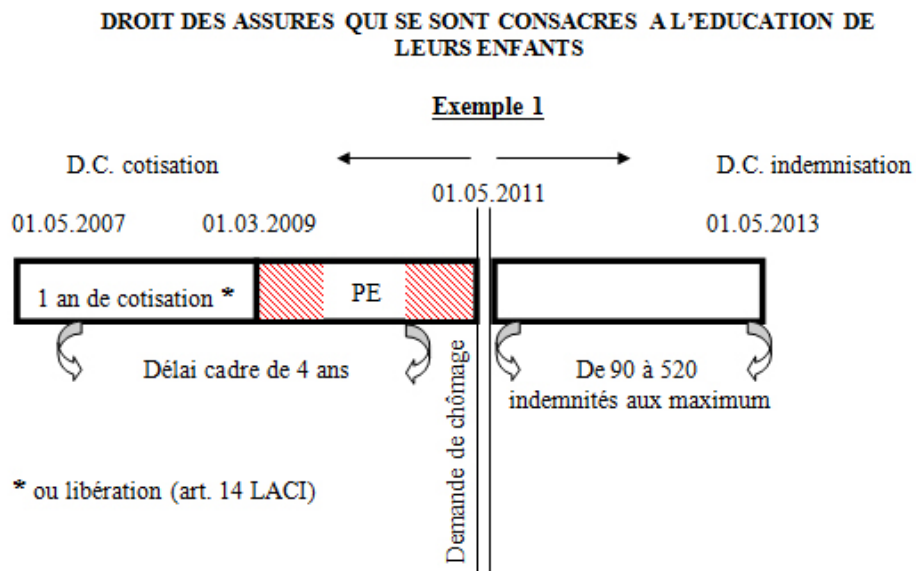 DROIT DES ASSURES QUI SE SONT CONSACRES A L'EDUCATION DE
LEURS ENFANTS
Exemple 1
D.C. cotisation
D.C. indemnisation
01.05.2011
01.05.2007
01.03.2009
01.05.2013
1 an de cotisation *
PE
Délai cadre de 4 ans
De 90 à 520
indemnités aux maximum
Demande de chômage
* ou libération (art. 14 LACI)